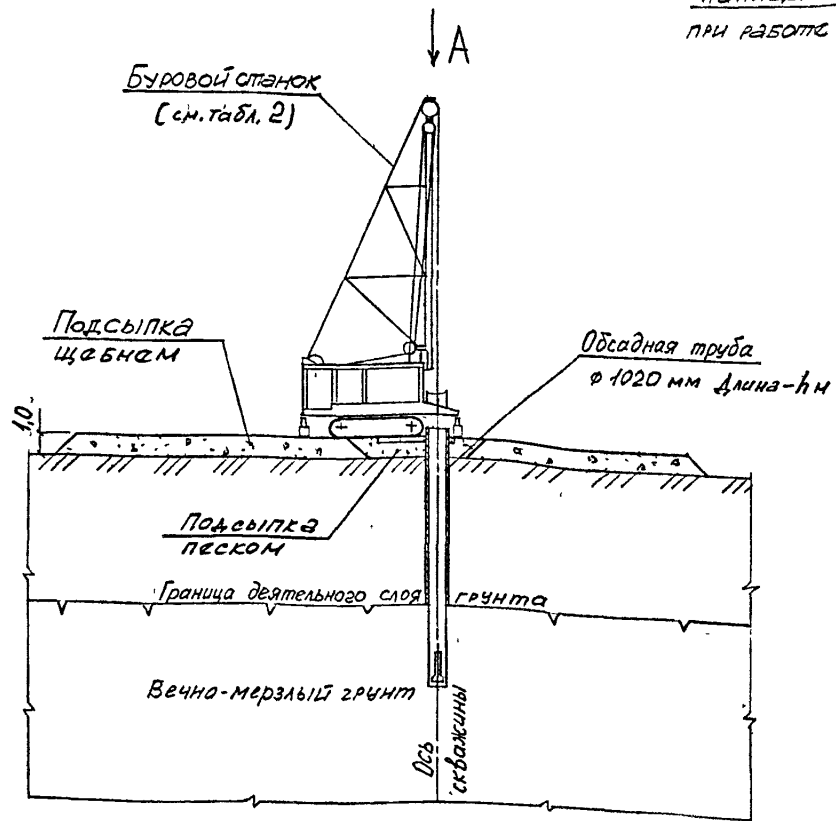 при работе
А
Буровой станок
(см. табл. 2)
Подсыпка
щебнем
Обсадная труба
ø 1020 мм Длина-hм
1,0
Подсыпка
песком
Граница деятельного слоя грунта
Вечно-мерзлый грунт
Ось
скважины